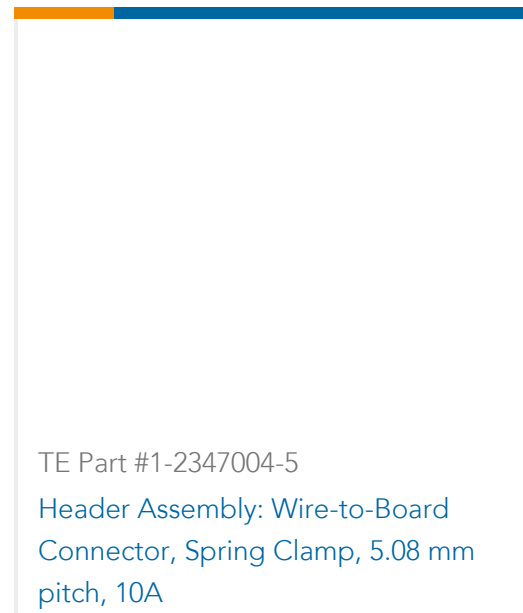 TE Part #1-2347004-5
Header Assembly: Wire-to-Board
Connector, Spring Clamp, 5.08 mm
pitch, 10A